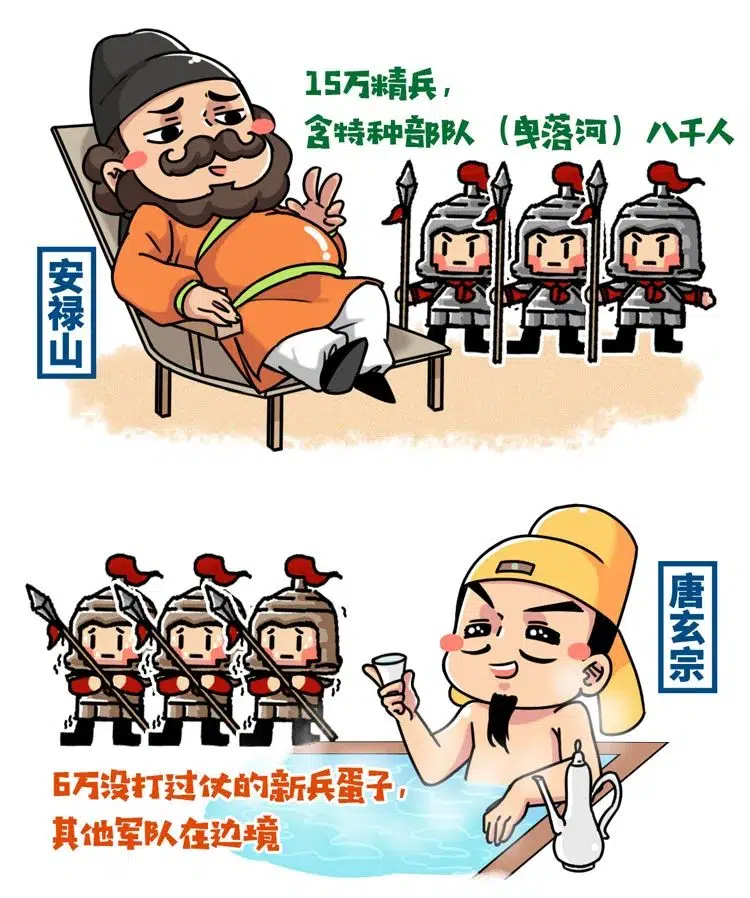 15万精兵，
含特种部队（曳落河）八千人
安禄山
唐玄宗
6万没打过仗的新兵蛋子，
其他军队在边境